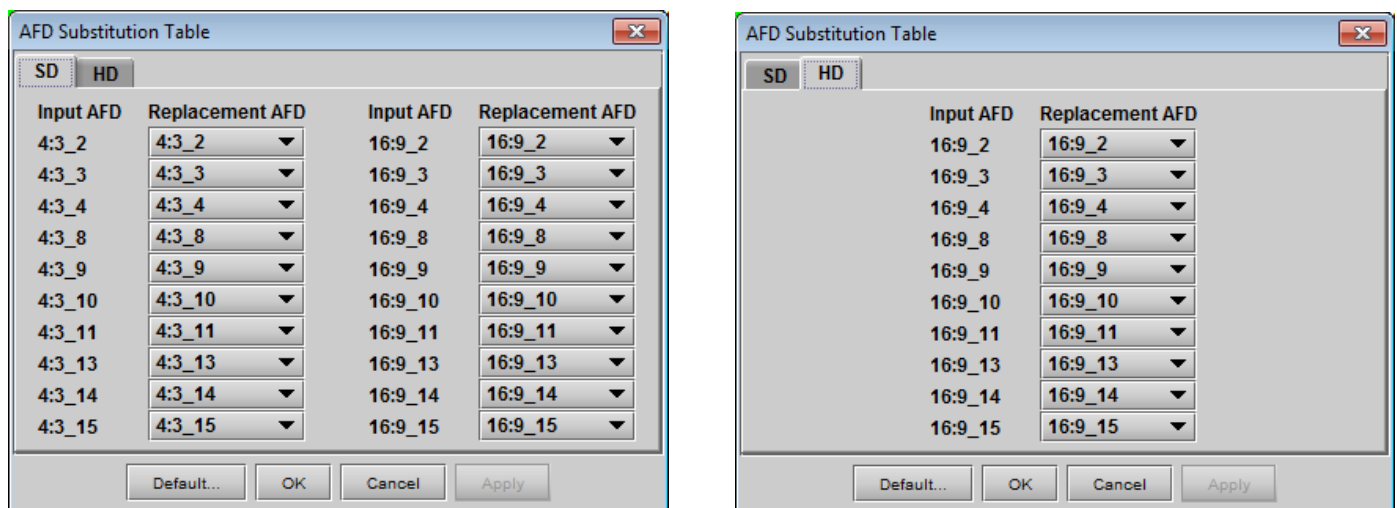 AFD Substitution Table
SD HD
Input AFD Replacement AFD Input AFD Replacement AFD
4:3_2 4:3_2 16:9_2 16:9_2
4:3_3 4:3_3 16:9_3 16:9_3
4:3_4 4:3_4 16:9_4 16:9_4
4:3_8 4:3_8 16:9_8 16:9_8
4:3_9 4:3_9 16:9_9 16:9_9
4:3_10 4:3_10 16:9_10 16:9_10
4:3_11 4:3_11 16:9_11 16:9_11
4:3_13 4:3_13 16:9_13 16:9_13
4:3_14 4:3_14 16:9_14 16:9_14
4:3_15 4:3_15 16:9_15 16:9_15
Default... OK Cancel Apply
AFD Substitution Table
SD HD
Input AFD Replacement AFD
16:9_2 16:9_2
16:9_3 16:9_3
16:9_4 16:9_4
16:9_8 16:9_8
16:9_9 16:9_9
16:9_10 16:9_10
16:9_11 16:9_11
16:9_13 16:9_13
16:9_14 16:9_14
16:9_15 16:9_15
Default... OK Cancel Apply